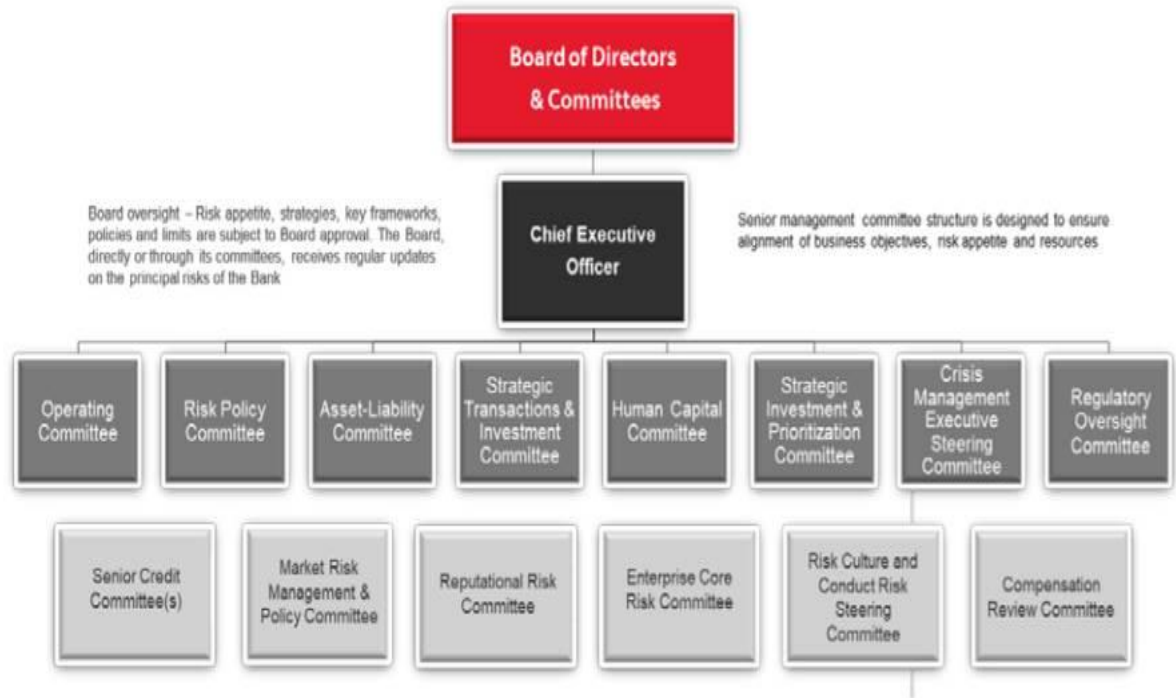 Board of Directors
& Committees
Board oversight – Risk appetite, strategies, key frameworks,
policies and limits are subject to Board approval. The Board,
directly or through its committees, receives regular updates
on the principal risks of the Bank
Chief Executive
Officer
Senior management committee structure is designed to ensure
alignment of business objectives, risk appetite and resources
Operating
Committee
Risk Policy
Committee
Asset-Liability
Committee
Strategic
Transactions &
Investment
Committee
Human Capital
Committee
Strategic
Investment &
Prioritization
Committee
Crisis
Management
Executive
Steering
Committee
Regulatory
Oversight
Committee
Senior Credit
Committee(s)
Market Risk
Management &
Policy Committee
Reputational Risk
Committee
Enterprise Core
Risk Committee
Risk Culture and
Conduct Risk
Steering
Committee
Compensation
Review Committee